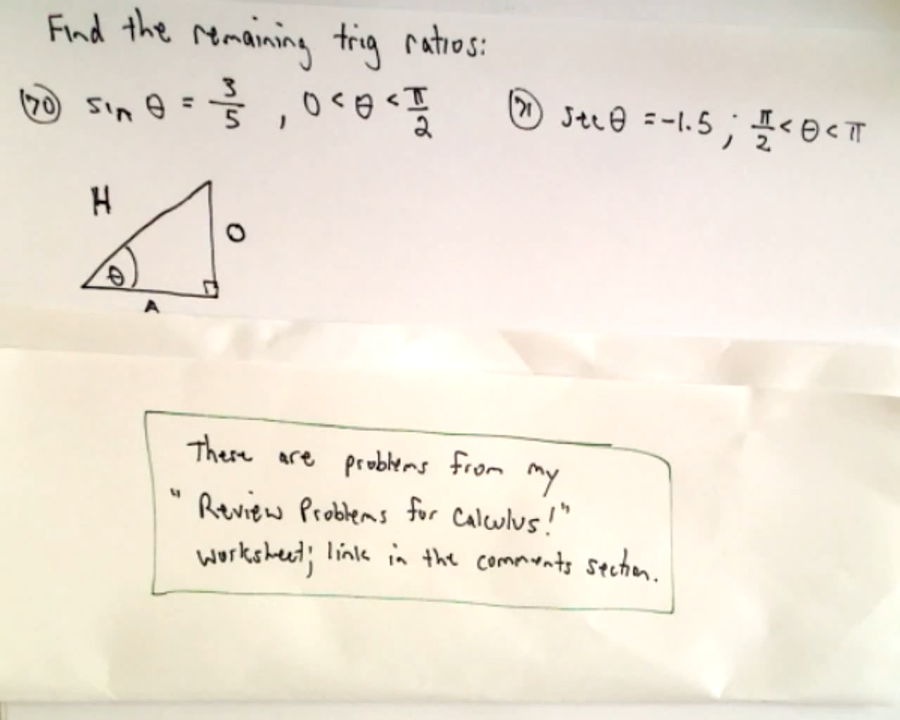 Find the remaining trig ratios:
(70) sin θ = 3/5 , 0 < θ < π/2
(71) sec θ = -1.5 ; π/2 < θ < π
H
O
θ
A
These are problems from my
"Review Problems for Calculus!"
worksheet; link in the comments section.